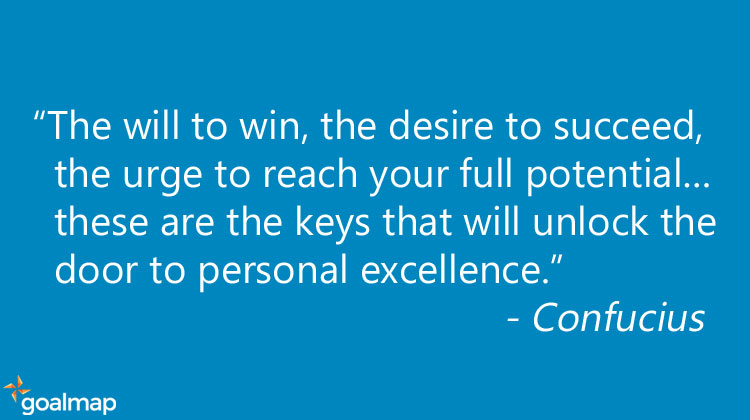 “The will to win, the desire to succeed,
the urge to reach your full potential...
these are the keys that will unlock the
door to personal excellence.”
- Confucius
goalmap